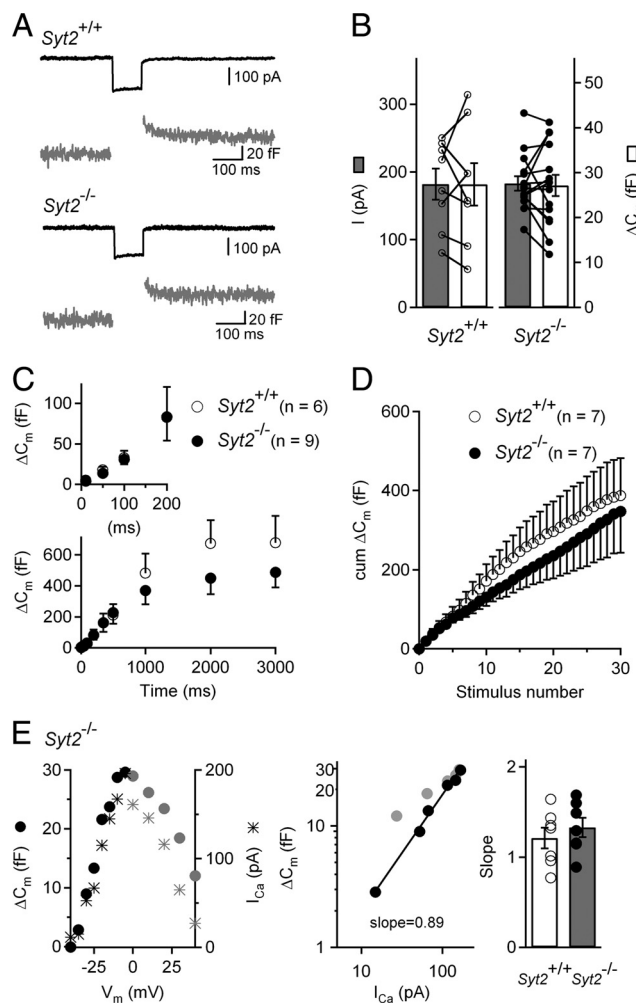 A
Syt2+/+
100 pA
20 fF
100 ms
Syt2-/-
100 pA
20 fF
100 ms
B
I (pA)
300
200
100
0
50
40
30
20
10
0
ΔC (fF)
Syt2+/+
Syt2-/-
C
ΔCm (fF)
100
50
0
0
100
200
(ms)
Syt2+/+ (n = 6)
Syt2-/- (n = 9)
ΔCm (fF)
600
400
200
0
0
1000
2000
3000
Time (ms)
D
cum ΔCm (fF)
600
400
200
0
0
10
20
30
Stimulus number
Syt2+/+ (n = 7)
Syt2-/- (n = 7)
E
Syt2-/-
ΔCm (fF)
30
20
10
0
-25
0
25
Vm (mV)
200
100
0
ICa (pA)
ΔCm (fF)
30
10
1
10
100
ICa (pA)
slope=0.89
Slope
2
1
0
Syt2+/+ Syt2-/-